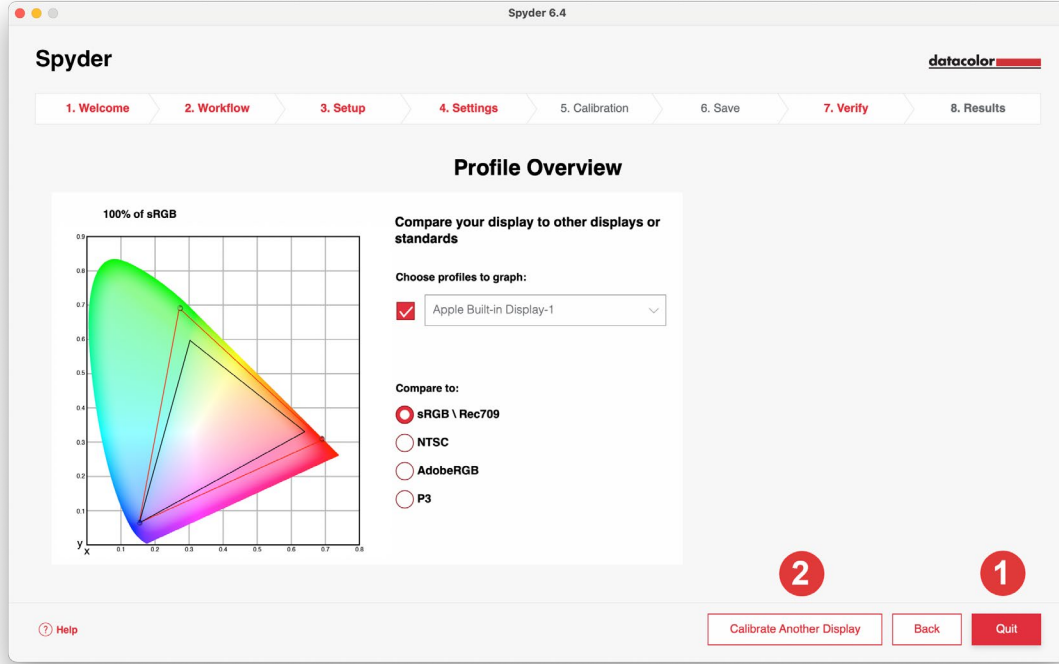 Spyder 6.4
Spyder
datacolor
1. Welcome
2. Workflow
3. Setup
4. Settings
5. Calibration
6. Save
7. Verify
8. Results
Profile Overview
100% of sRGB
0.9
0.8
0.7
0.6
0.5
0.4
0.3
0.2
0.1
y
x
0.1 0.2 0.3 0.4 0.5 0.6 0.7 0.8
Compare your display to other displays or
standards
Choose profiles to graph:
Apple Built-in Display-1
Compare to:
sRGB \ Rec709
NTSC
AdobeRGB
P3
2
1
? Help
Calibrate Another Display
Back
Quit